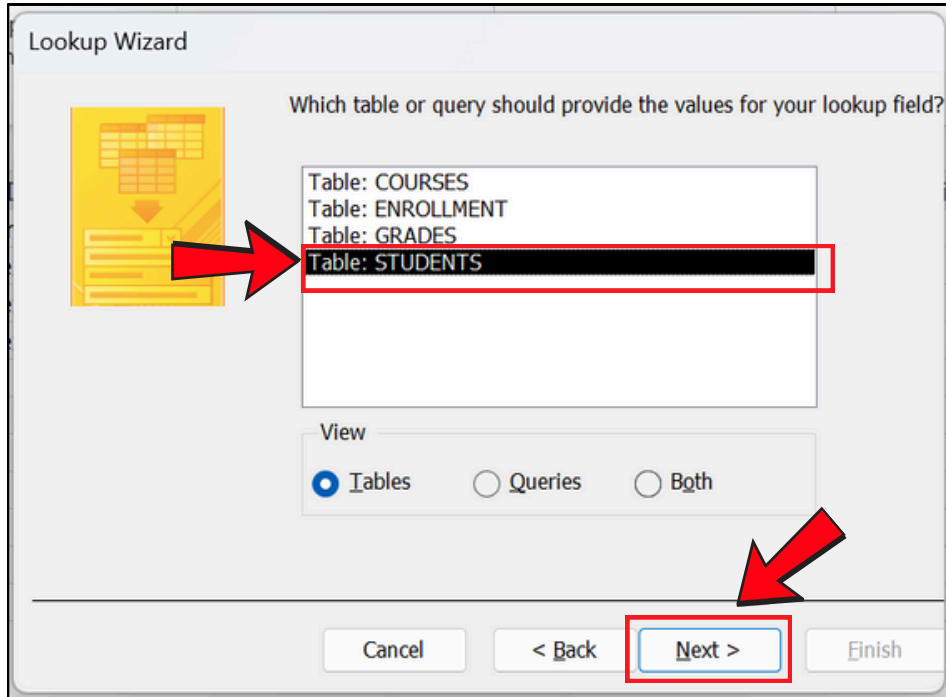 Lookup Wizard
Which table or query should provide the values for your lookup field?
Table: COURSES
Table: ENROLLMENT
Table: GRADES
Table: STUDENTS
View
Tables Queries Both
Cancel < Back Next > Finish